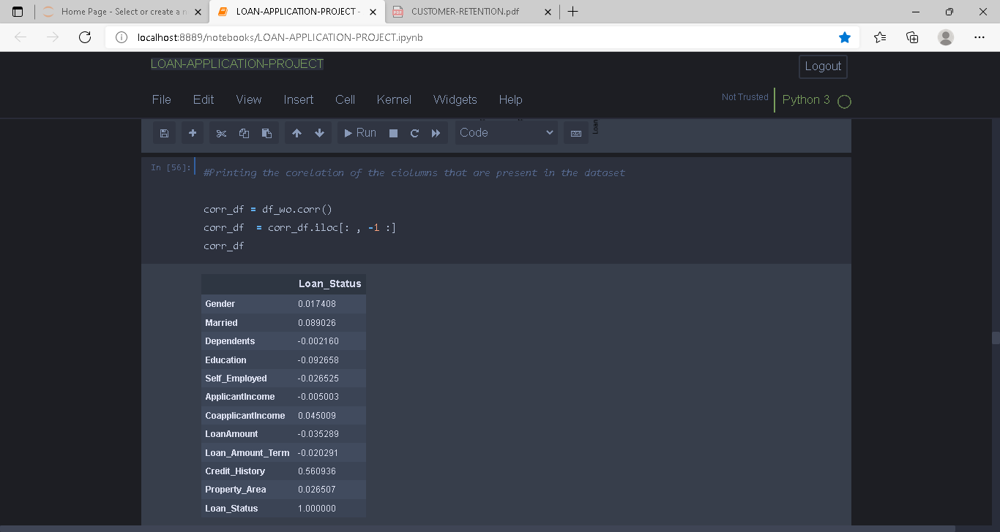 Home Page - Select or create a n
LOAN-APPLICATION-PROJECT -
CUSTOMER-RETENTION.pdf
localhost:8889/notebooks/LOAN-APPLICATION-PROJECT.ipynb
LOAN-APPLICATION-PROJECT
Logout
File Edit View Insert Cell Kernel Widgets Help
Not Trusted
Python 3
Run
Code
Loan
In [56]:
#Printing the corelation of the ciolumns that are present in the dataset
corr_df = df_wo.corr()
corr_df  = corr_df.iloc[: , -1 :]
corr_df
Loan_Status
Gender 0.017408
Married 0.089026
Dependents -0.002160
Education -0.092658
Self_Employed -0.026525
ApplicantIncome -0.005003
CoapplicantIncome 0.045009
LoanAmount -0.035289
Loan_Amount_Term -0.020291
Credit_History 0.560936
Property_Area 0.026507
Loan_Status 1.000000